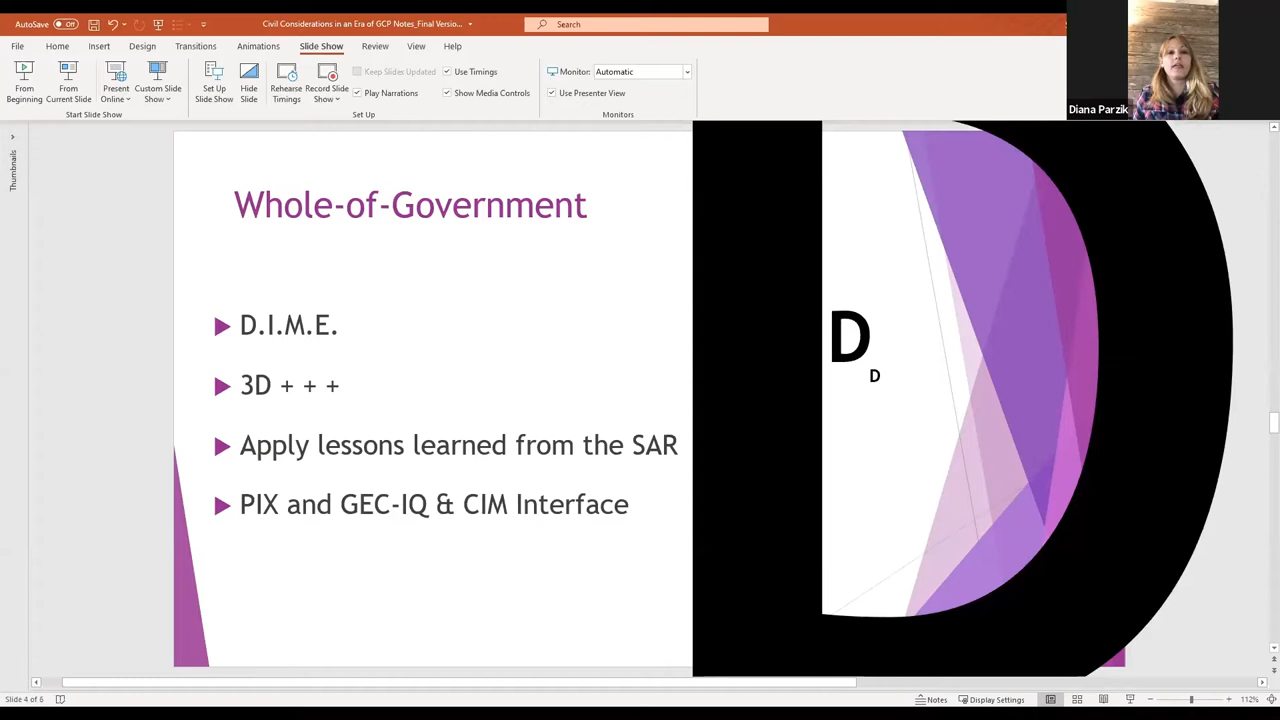 AutoSave Off
Civil Considerations in an Era of GCP Notes_Final Versio...
Search
File Home Insert Design Transitions Animations Slide Show Review View Help
From Beginning
From Current Slide
Present Online
Custom Slide Show
Start Slide Show
Set Up Slide Show
Hide Slide
Rehearse Timings
Record Slide Show
Keep Slides Updated
Use Timings
Play Narrations
Show Media Controls
Set Up
Monitor: Automatic
Use Presenter View
Monitors
Diana Parzik
Thumbnails
Whole-of-Government
D.I.M.E.
3D + + +
Apply lessons learned from the SAR
PIX and GEC-IQ & CIM Interface
D
D
D
Slide 4 of 6
Notes
Display Settings
112%